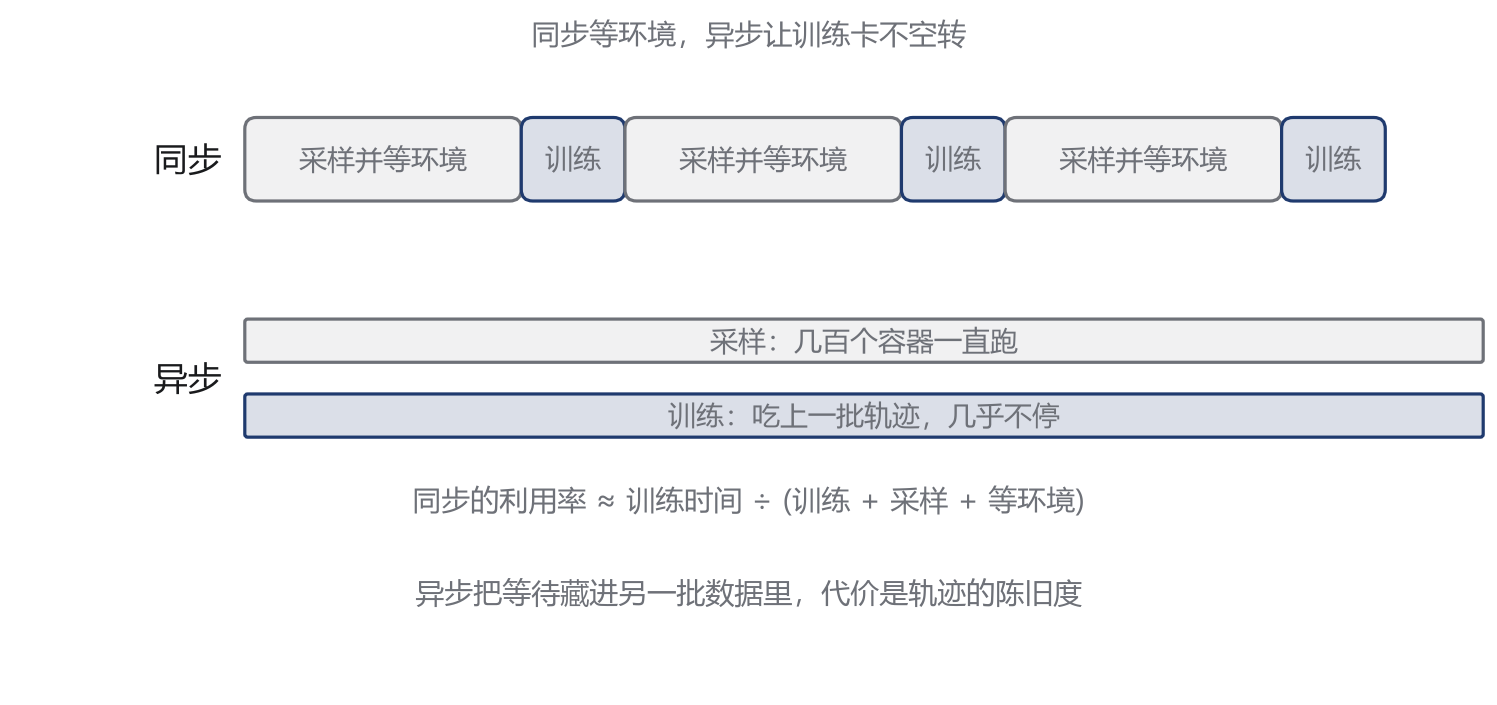 同步等环境，异步让训练卡不空转
同步
采样并等环境
训练
采样并等环境
训练
采样并等环境
训练
异步
采样：几百个容器一直跑
训练：吃上一批轨迹，几乎不停
同步的利用率 ≈ 训练时间 ÷ (训练 + 采样 + 等环境)
异步把等待藏进另一批数据里，代价是轨迹的陈旧度